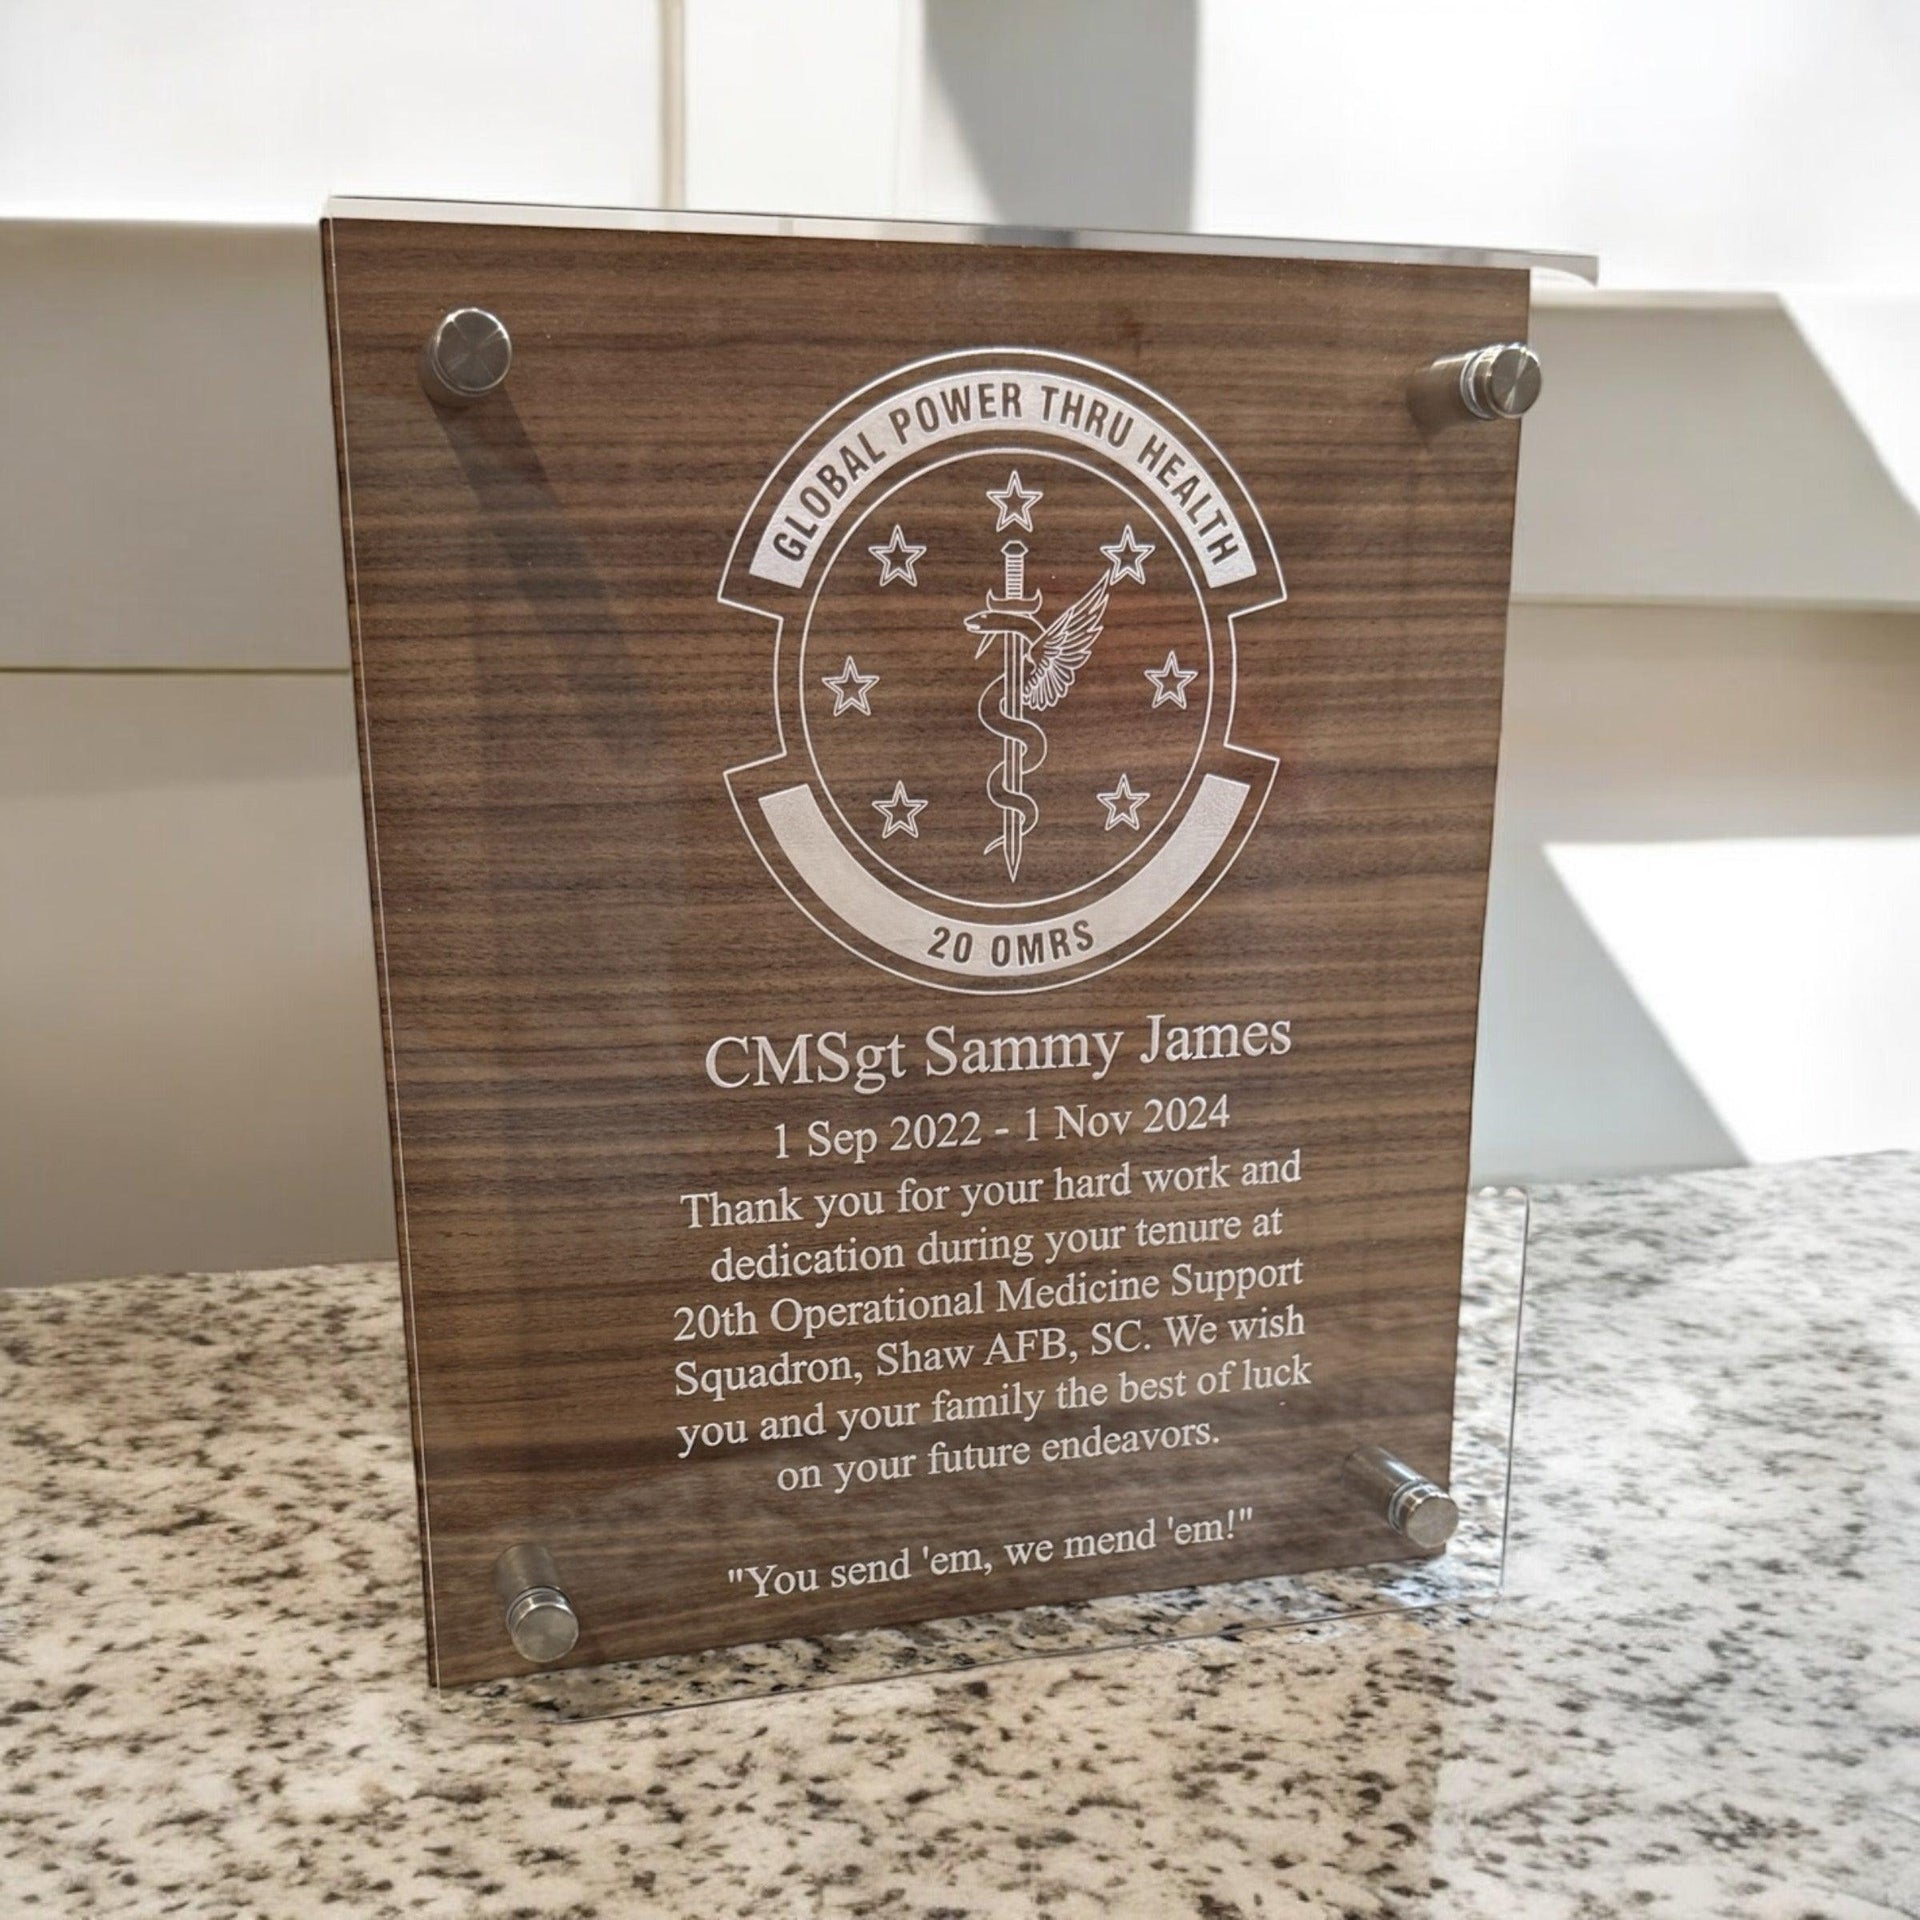 GLOBAL POWER THRU HEALTH
20 OMRS
CMSgt Sammy James
1 Sep 2022 - 1 Nov 2024
Thank you for your hard work and
dedication during your tenure at
20th Operational Medicine Support
Squadron, Shaw AFB, SC. We wish
you and your family the best of luck
on your future endeavors.
"You send 'em, we mend 'em!"